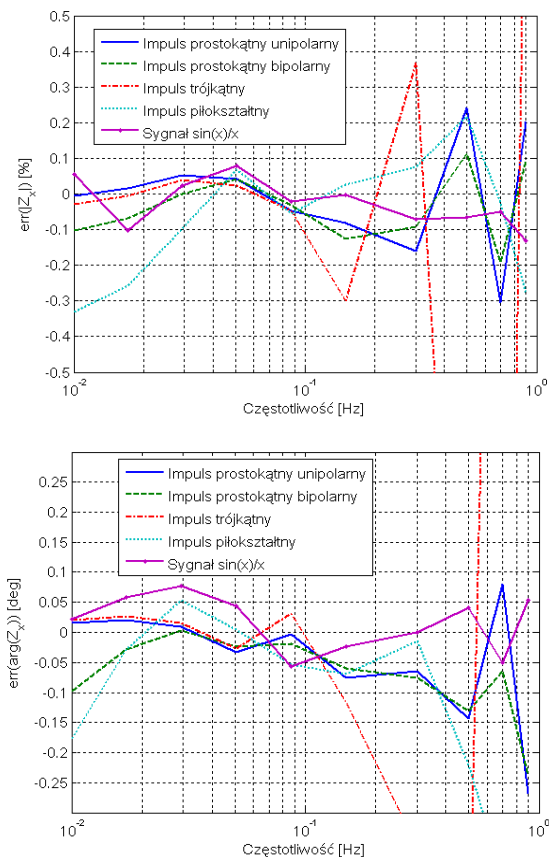 0.5
0.4
0.3
0.2
0.1
0
-0.1
-0.2
-0.3
-0.4
-0.5
err(|Z_x|) [%]
Impuls prostokątny unipolarny
Impuls prostokątny bipolarny
Impuls trójkątny
Impuls piłokształtny
Sygnał sin(x)/x
10^-2
10^-1
10^0
Częstotliwość [Hz]
0.25
0.2
0.15
0.1
0.05
0
-0.05
-0.1
-0.15
-0.2
-0.25
err(arg(Z_x)) [deg]
Impuls prostokątny unipolarny
Impuls prostokątny bipolarny
Impuls trójkątny
Impuls piłokształtny
Sygnał sin(x)/x
10^-2
10^-1
10^0
Częstotliwość [Hz]